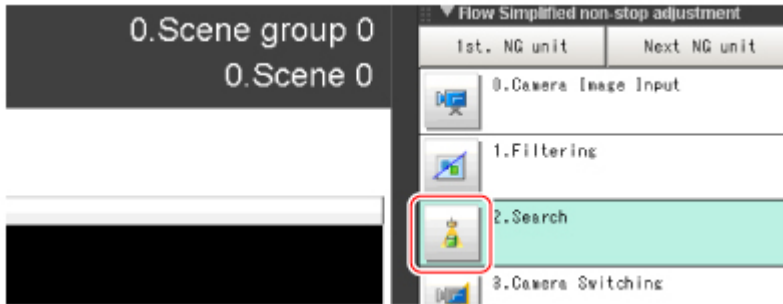 0.Scene group 0
0.Scene 0
▼Flow Simplified non-stop adjustment
1st. NG unit
Next NG unit
0.Camera Image Input
1.Filtering
2.Search
3.Camera Switching